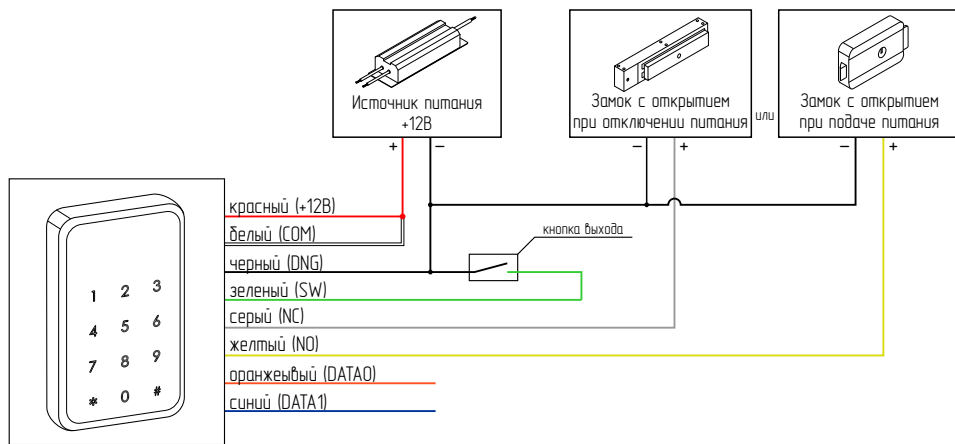 Источник питания
+12В
+ −
Замок с открытием
при отключении питания
− +
или
Замок с открытием
при подаче питания
− +
красный (+12В)
белый (COM)
черный (DNG)
зеленый (SW)
серый (NC)
желтый (NO)
оранжеывый (DATA0)
синий (DATA1)
кнопка выхода
1 2 3
4 5 6
7 8 9
* 0 #